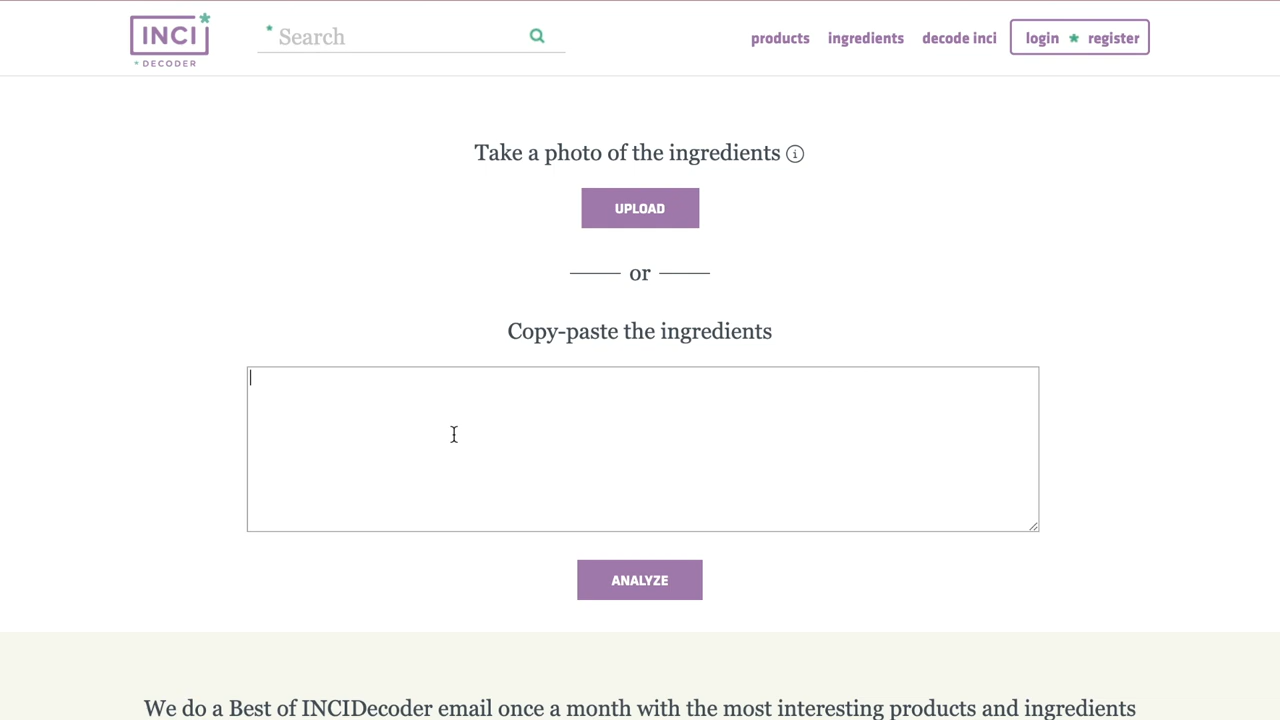 INCI
* DECODER
* Search
products ingredients decode inci login * register
Take a photo of the ingredients
UPLOAD
or
Copy-paste the ingredients
ANALYZE
We do a Best of INCIDecoder email once a month with the most interesting products and ingredients